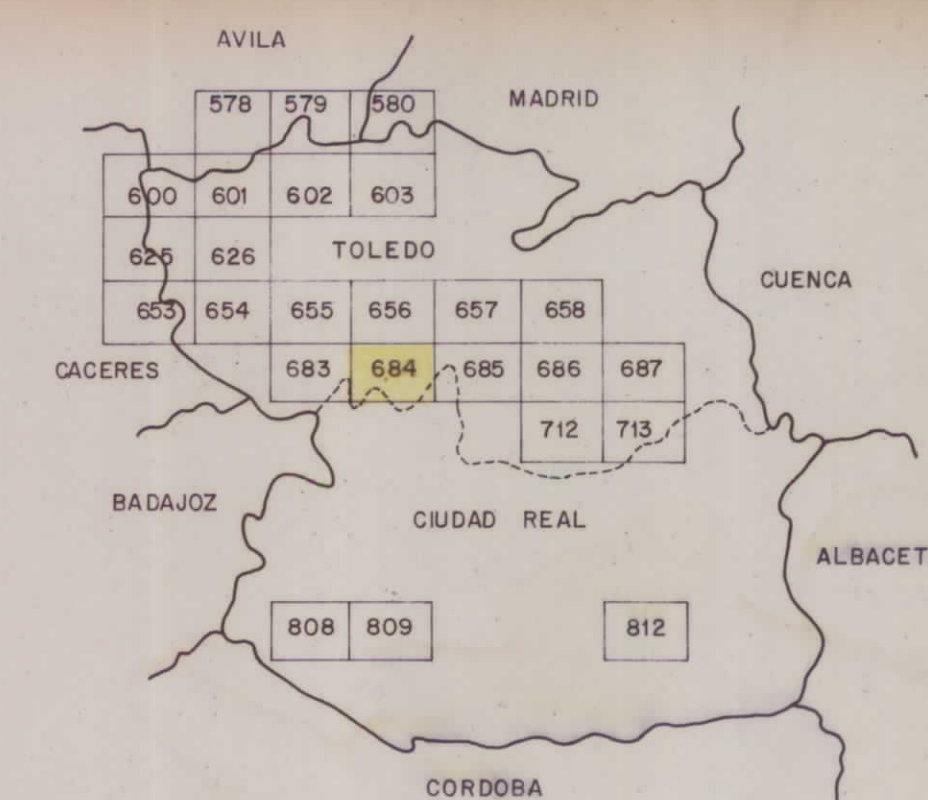 AVILA
578 579 580 MADRID
600 601 602 603
625 626 TOLEDO
CUENCA
653 654 655 656 657 658
CACERES 683 684 685 686 687
712 713
BADAJOZ
CIUDAD REAL
ALBACET
808 809 812
CORDOBA